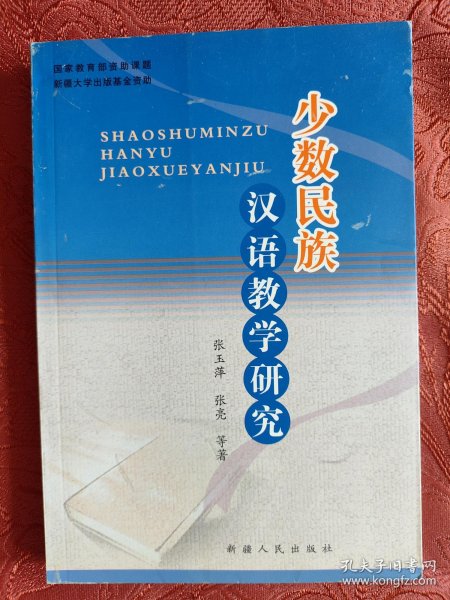 国家教育部资助课题
新疆大学出版基金资助
SHAOSHUMINZU
HANYU
JIAOXUEYANJIU
少数民族
汉语教学研究
张玉萍 张亮 等著
新疆人民出版社
孔夫子旧书网
www.kongfz.com